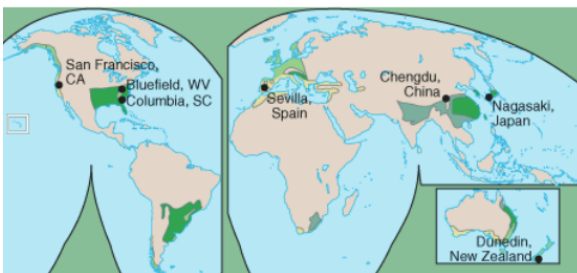 San Francisco,
CA
Bluefield, WV
Columbia, SC
Sevilla,
Spain
Chengdu,
China
Nagasaki,
Japan
Dunedin,
New Zealand